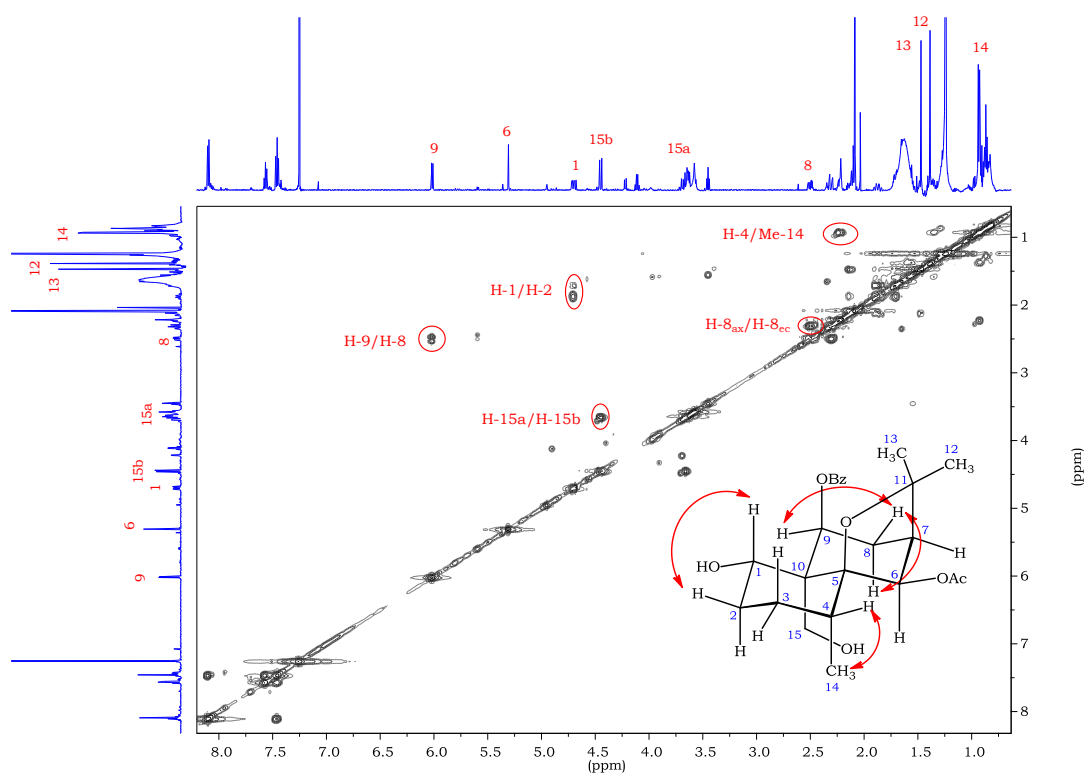 12
13
14
6
9
15b
15a
1
8
14
12
13
8
15a
15b
1
6
9
H-4/Me-14
H-1/H-2
H-8ax/H-8ec
H-9/H-8
H-15a/H-15b
1
2
3
4
5
6
7
8
(ppm)
13
H3C
12
CH3
11
OBz
H
H
O
7
H
9
H
8
H
HO
1
10
5
6
OAc
H
3
4
H
H
2
H
H
H
15
OH
CH3
14
8.0 7.5 7.0 6.5 6.0 5.5 5.0 4.5 4.0 3.5 3.0 2.5 2.0 1.5 1.0
(ppm)